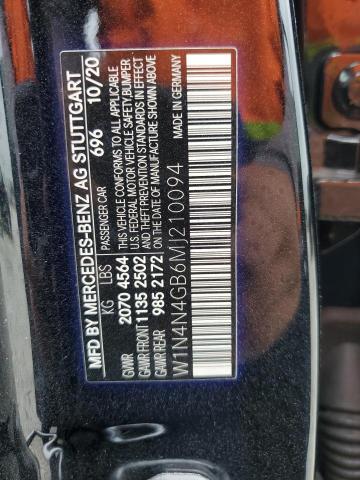 MFD BY MERCEDES-BENZ AG STUTTGART
PASSENGER CAR 696 10/20
KG LBS
GVWR 2070 4564
GAWR FRONT 1135 2502
GAWR REAR 985 2172
THIS VEHICLE CONFORMS TO ALL APPLICABLE
U.S. FEDERAL MOTOR VEHICLE SAFETY, BUMPER
AND THEFT PREVENTION STANDARDS IN EFFECT
ON THE DATE OF MANUFACTURE SHOWN ABOVE
MADE IN GERMANY
W1N4N4GB6MJ210094